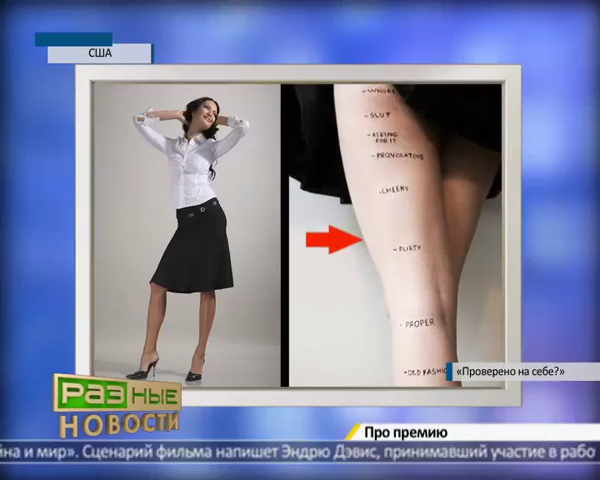 США
- WHORE
- SLUT
- ASKING
FOR IT
- PROVOCATIVE
- CHEEKY
- FLIRTY
- PROPER
- OLD FASHIO
«Проверено на себе?»
РАЗНЫЕ
НОВОСТИ
Про премию
йна и мир». Сценарий фильма напишет Эндрю Дэвис, принимавший участие в рабо